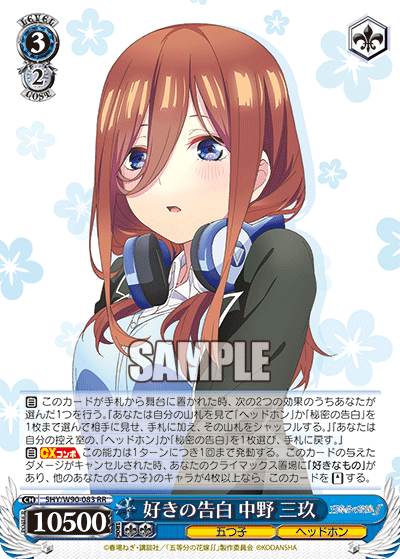 LEVEL
3
2
COST
SAMPLE
自 このカードが手札から舞台に置かれた時、次の2つの効果のうちあなたが
選んだ1つを行う。『あなたは自分の山札を見て「ヘッドホン」か「秘密の告白」を
1枚まで選んで相手に見せ、手札に加え、その山札をシャッフルする。』『あなたは
自分の控え室の、「ヘッドホン」か「秘密の告白」を1枚選び、手札に戻す。』
自 CXコンボ この能力は1ターンにつき1回まで発動する。このカードの与えた
ダメージがキャンセルされた時、あなたのクライマックス置場に「好きなもの」が
あり、他のあなたの《五つ子》のキャラが4枚以上なら、あなたは相手に
CH 5HY/W90-083 RR
10500
好きの告白 中野 三玖
五つ子
ヘッドホン
©春場ねぎ・講談社／「五等分の花嫁∬」製作委員会 ©KODANSHA